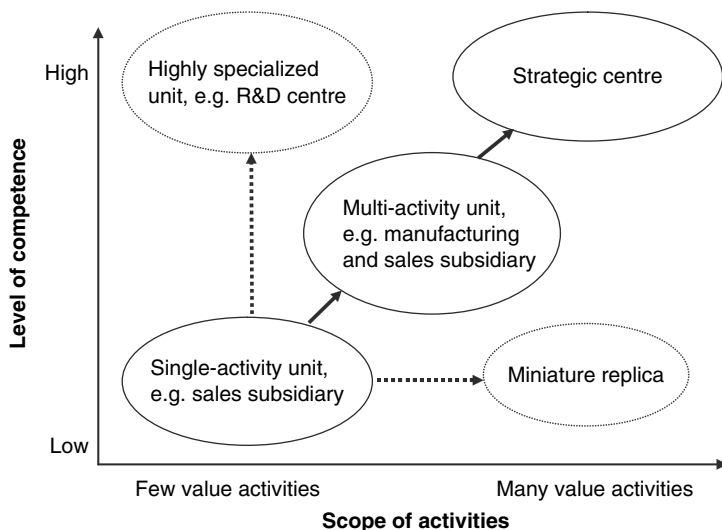 High
Highly specialized
unit, e.g. R&D centre
Strategic centre
Level of competence
Multi-activity unit,
e.g. manufacturing
and sales subsidiary
Single-activity unit,
e.g. sales subsidiary
Miniature replica
Low
Few value activities
Many value activities
Scope of activities